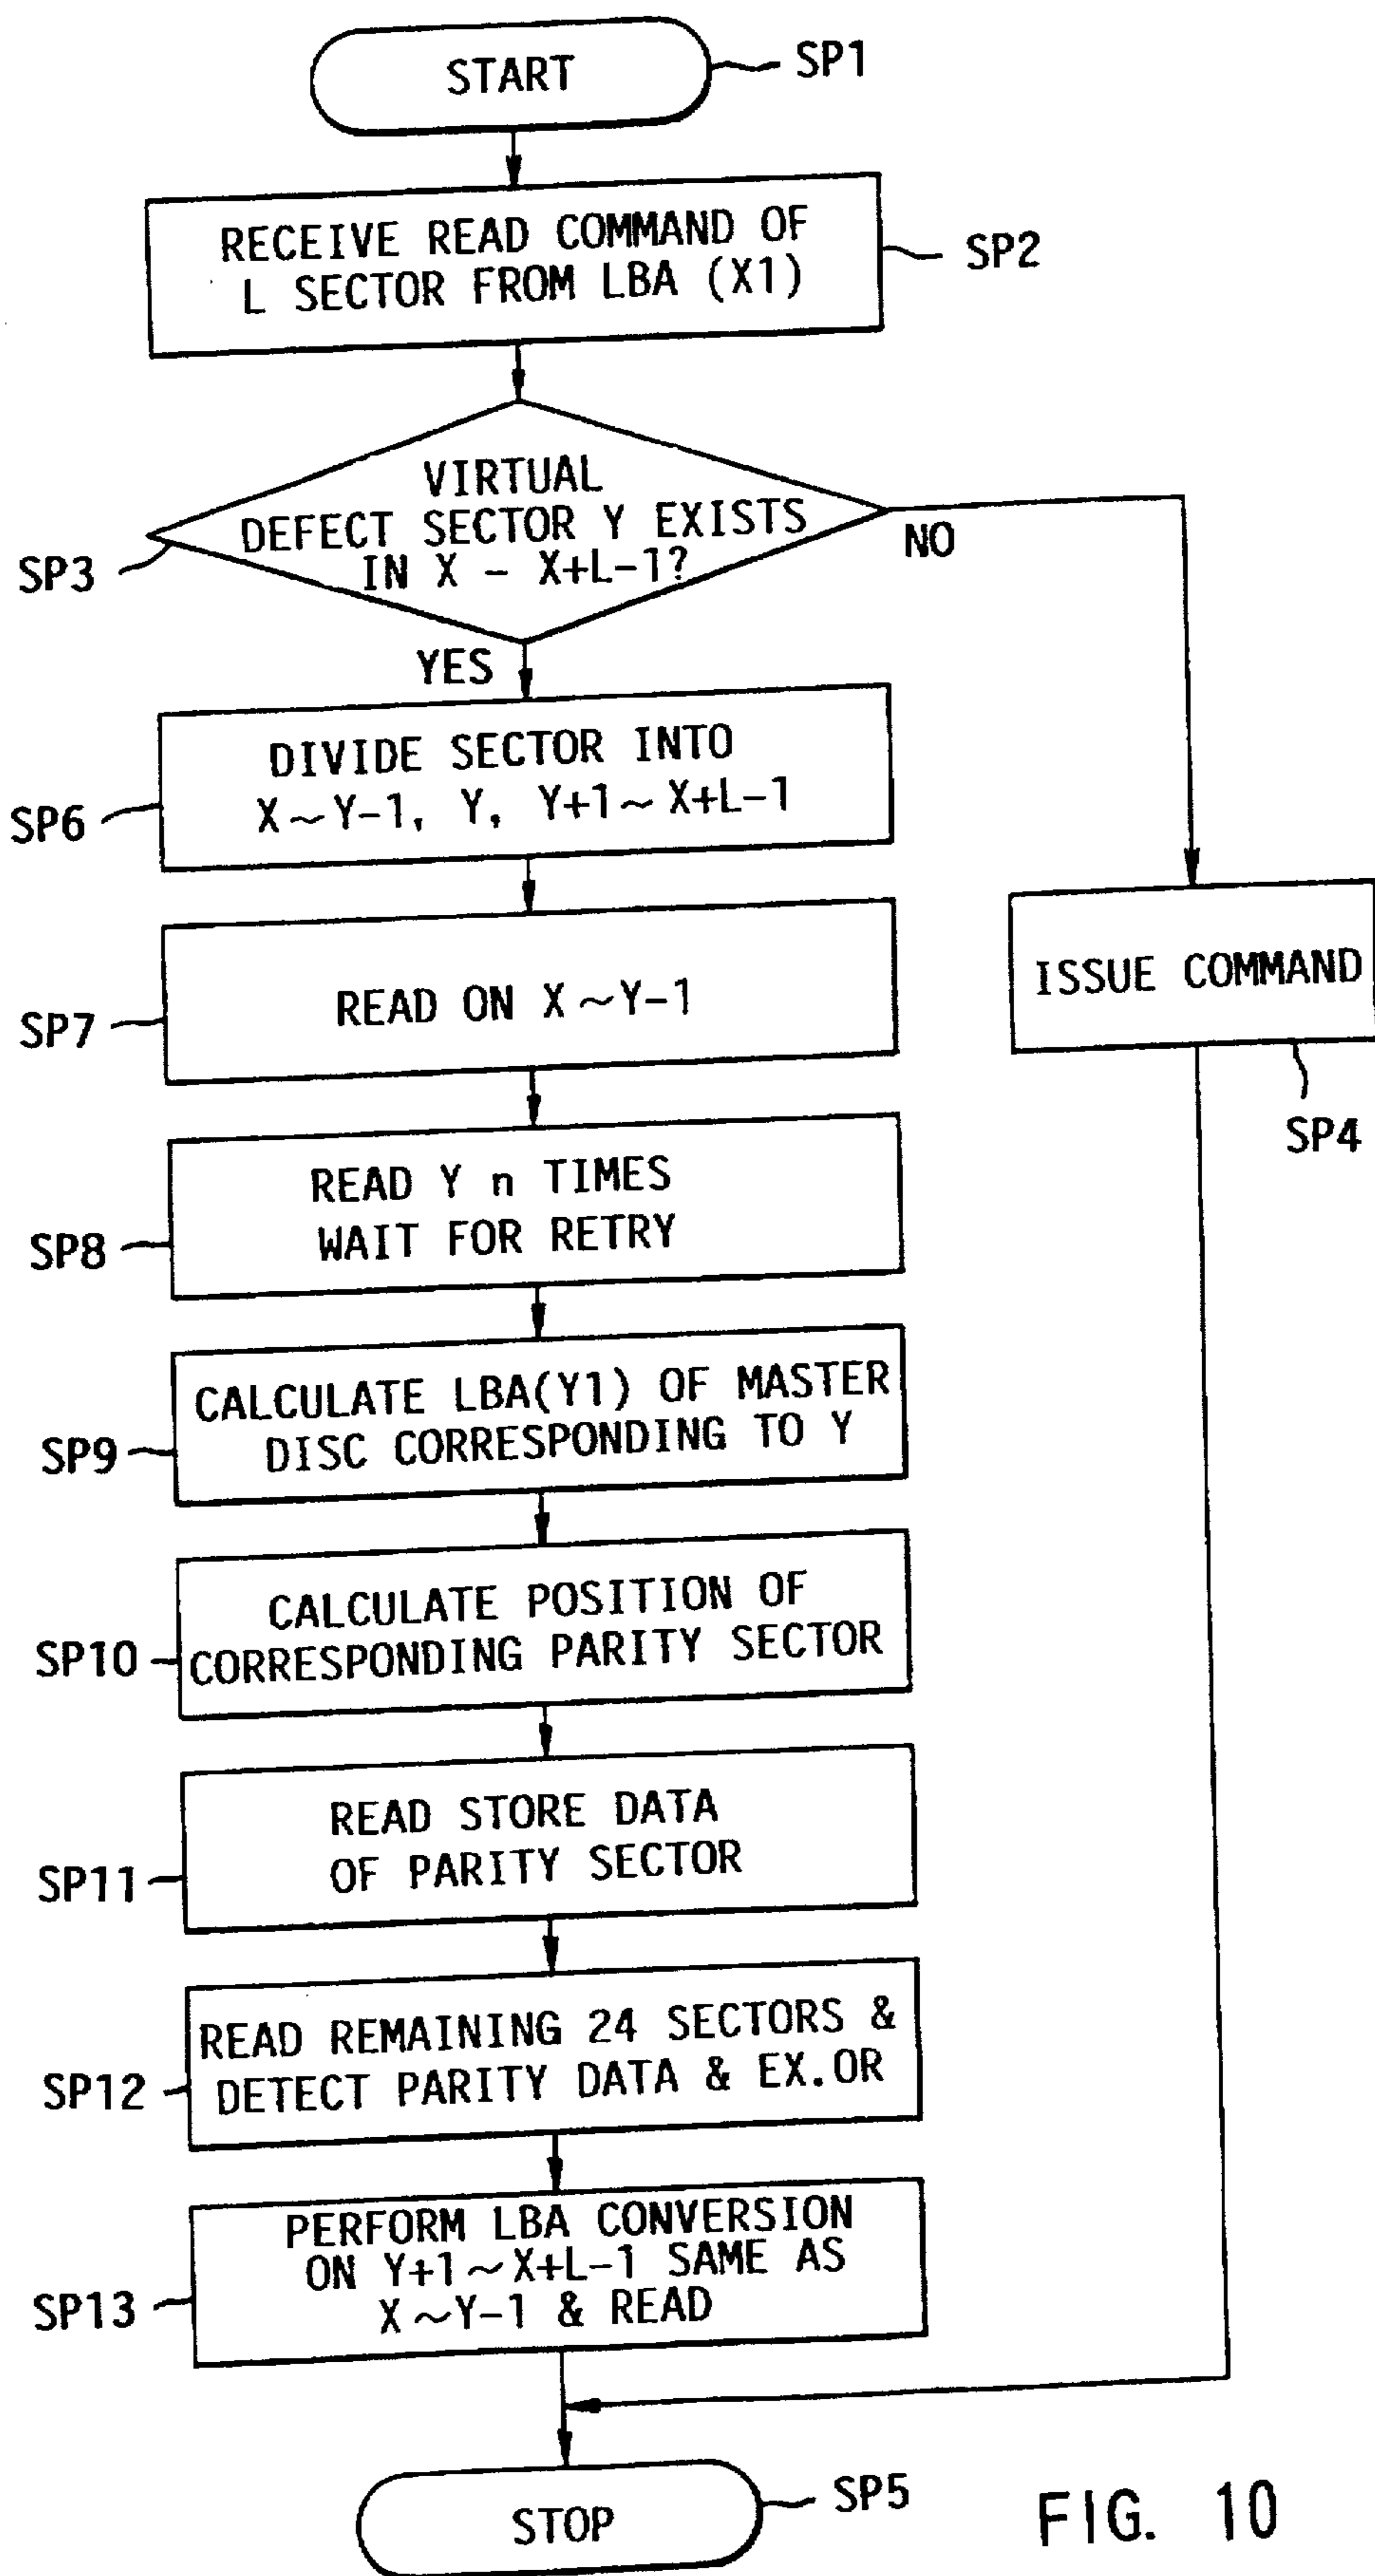 START
SP1
RECEIVE READ COMMAND OF
L SECTOR FROM LBA (X1)
SP2
VIRTUAL
DEFECT SECTOR Y EXISTS
IN X - X+L-1?
SP3
NO
YES
DIVIDE SECTOR INTO
X~Y-1, Y, Y+1~X+L-1
SP6
READ ON X~Y-1
SP7
ISSUE COMMAND
SP4
READ Y n TIMES
WAIT FOR RETRY
SP8
CALCULATE LBA(Y1) OF MASTER
DISC CORRESPONDING TO Y
SP9
CALCULATE POSITION OF
CORRESPONDING PARITY SECTOR
SP10
READ STORE DATA
OF PARITY SECTOR
SP11
READ REMAINING 24 SECTORS &
DETECT PARITY DATA & EX.OR
SP12
PERFORM LBA CONVERSION
ON Y+1~X+L-1 SAME AS
X~Y-1 & READ
SP13
STOP
SP5
FIG. 10